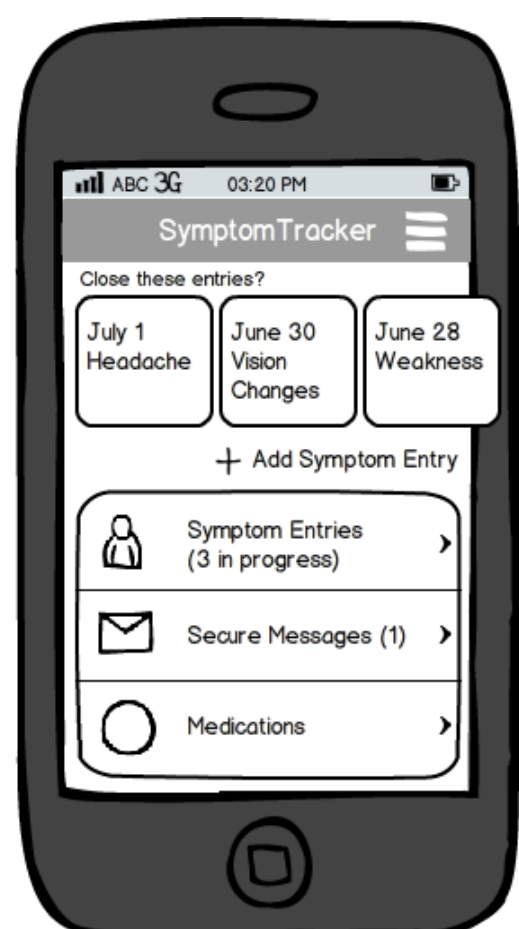 ABC 3G 03:20 PM
SymptomTracker
Close these entries?
July 1
Headache
June 30
Vision
Changes
June 28
Weakness
+ Add Symptom Entry
Symptom Entries
(3 in progress)
Secure Messages (1)
Medications